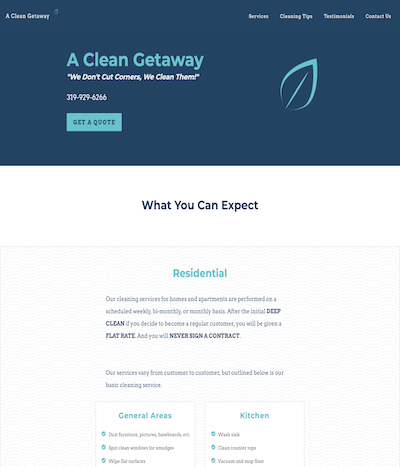 A Clean Getaway
Services Cleaning Tips Testimonials Contact Us
A Clean Getaway
"We Don't Cut Corners, We Clean Them!"
319-929-6266
GET A QUOTE
What You Can Expect
Residential
Our cleaning services for homes and apartments are performed on a
scheduled weekly, bi-monthly, or monthly basis. After the initial DEEP
CLEAN if you decide to become a regular customer, you will be given a
FLAT RATE. And you will NEVER SIGN A CONTRACT.
Our services vary from customer to customer, but outlined below is our
basic cleaning service.
General Areas
Dust furniture, pictures, baseboards, ect.
Spot clean windows for smudges
Wipe flat surfaces
Kitchen
Wash sink
Clean counter tops
Vacuum and mop floor